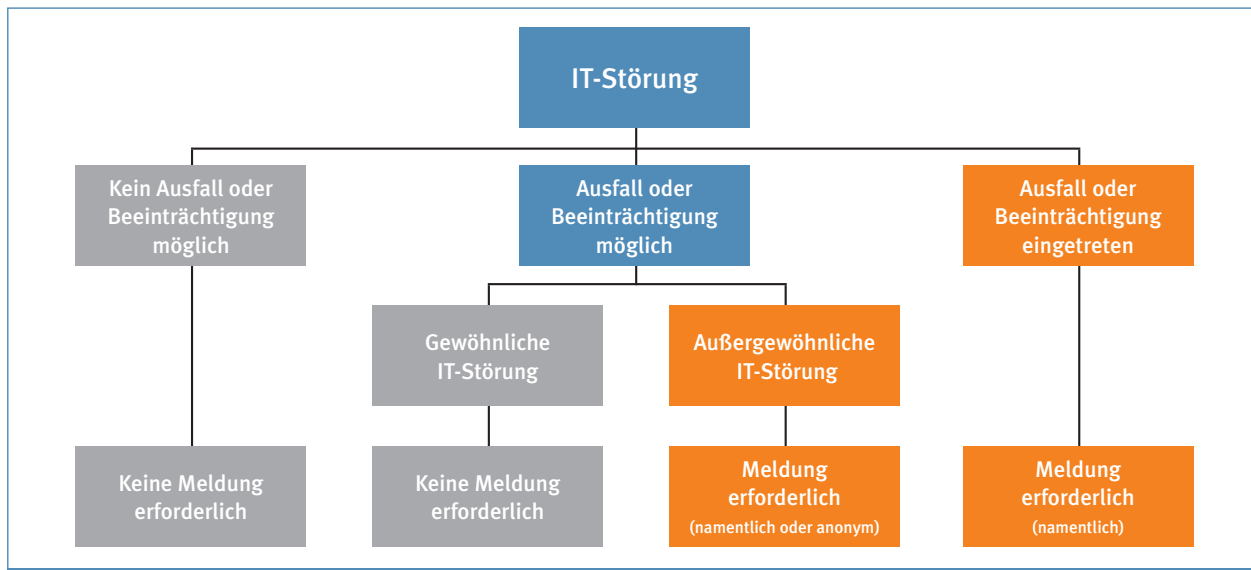 IT-Störung
Kein Ausfall oder
Beeinträchtigung
möglich
Ausfall oder
Beeinträchtigung
möglich
Ausfall oder
Beeinträchtigung
eingetreten
Gewöhnliche
IT-Störung
Außergewöhnliche
IT-Störung
Keine Meldung
erforderlich
Keine Meldung
erforderlich
Meldung
erforderlich
(namentlich oder anonym)
Meldung
erforderlich
(namentlich)